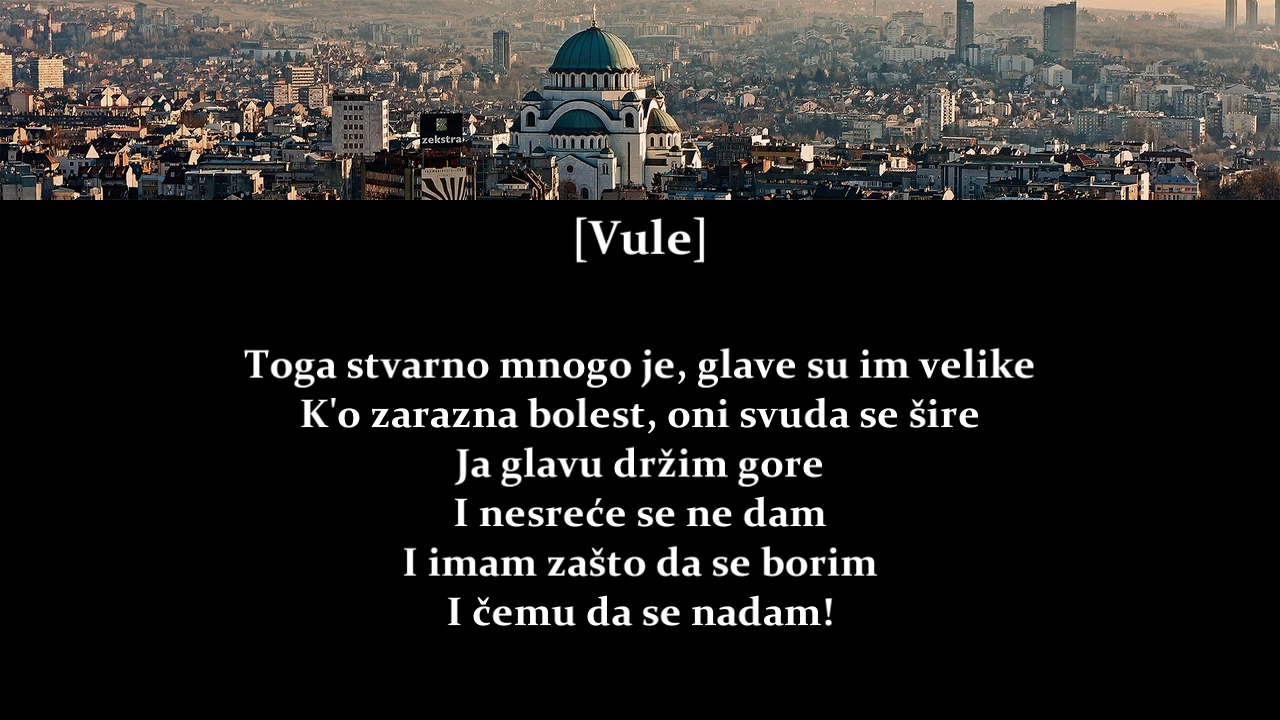 zekstra
[Vule]
Toga stvarno mnogo je, glave su im velike
K'o zarazna bolest, oni svuda se šire
Ja glavu držim gore
I nesreće se ne dam
I imam zašto da se borim
I čemu da se nadam!